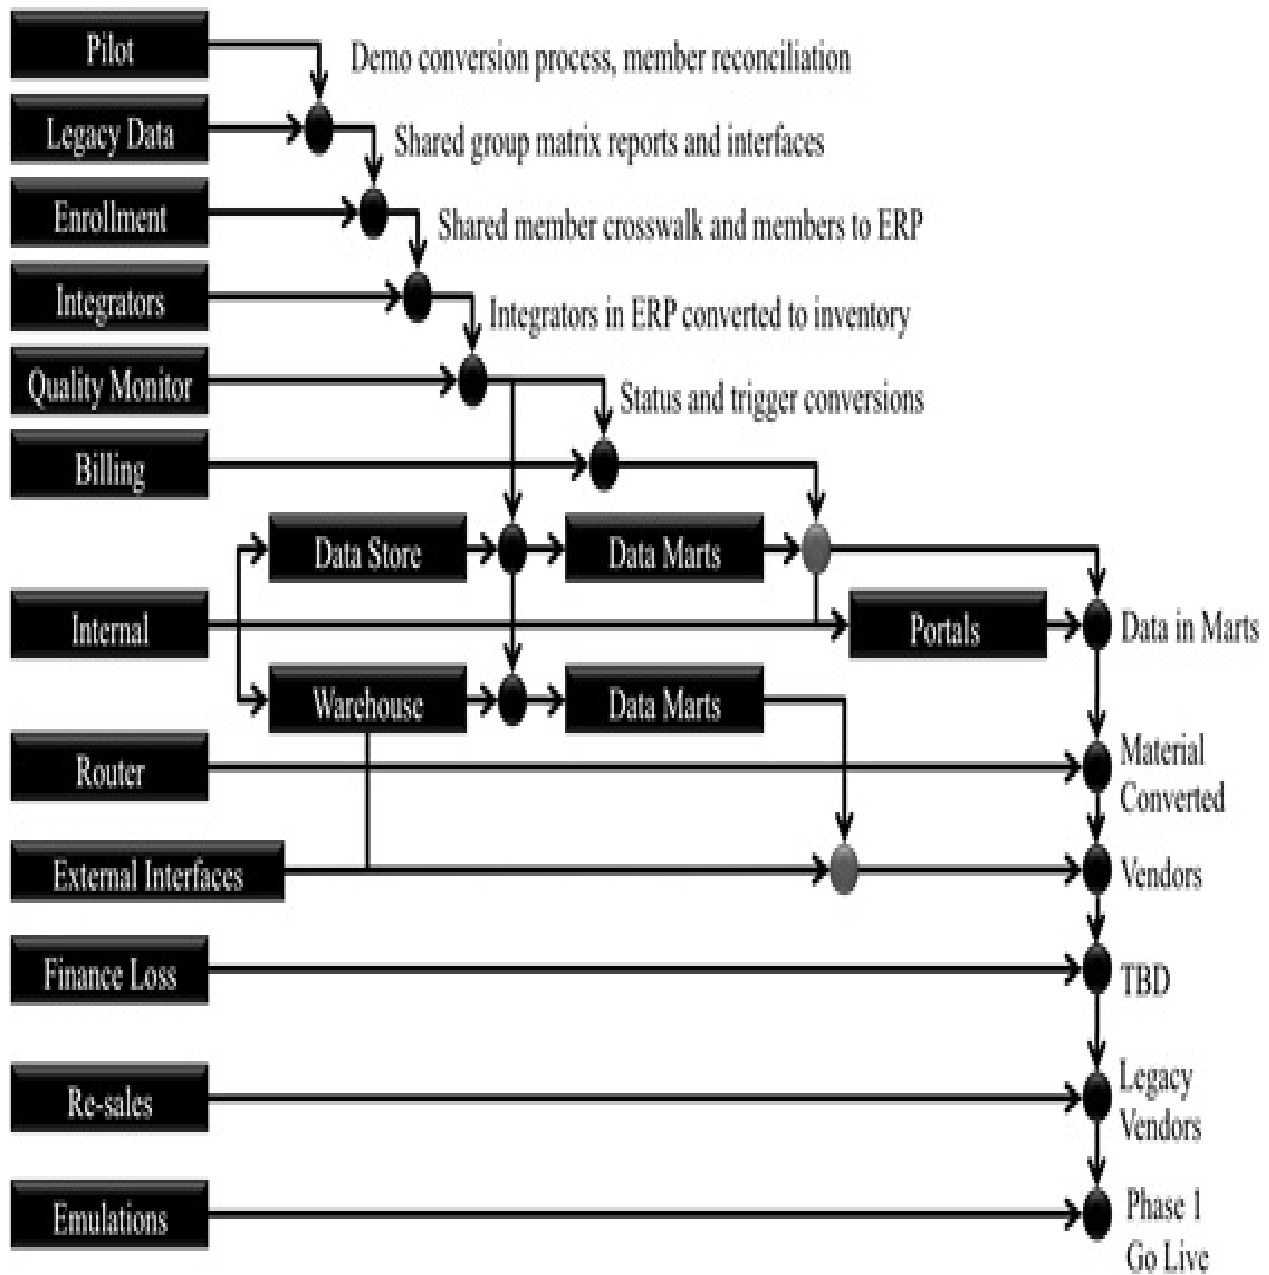 Pilot
Demo conversion process, member reconciliation
Legacy Data
Shared group matrix reports and interfaces
Enrollment
Shared member crosswalk and members to ERP
Integrators
Integrators in ERP converted to inventory
Quality Monitor
Status and trigger conversions
Billing
Data Store
Data Marts
Internal
Portals
Data in Marts
Warehouse
Data Marts
Router
Material
Converted
External Interfaces
Vendors
Finance Loss
TBD
Re-sales
Legacy
Vendors
Emulations
Phase 1
Go Live